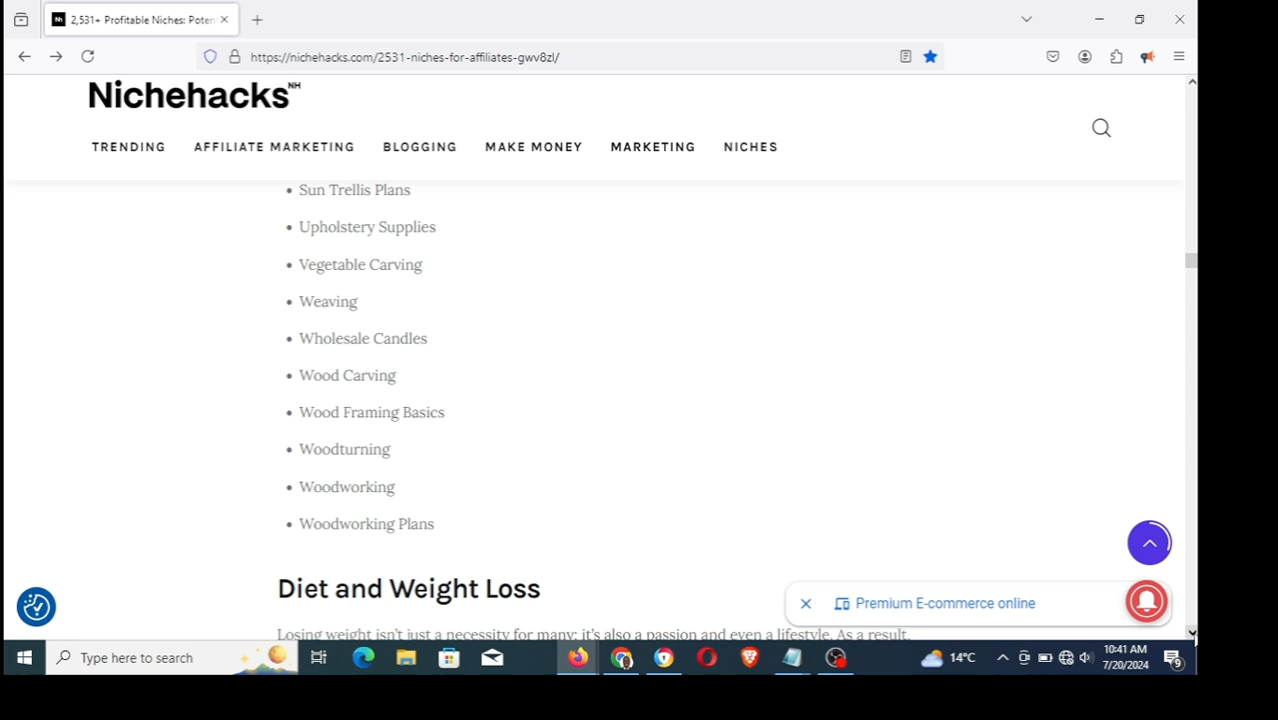 2,531+ Profitable Niches: Poten
https://nichehacks.com/2531-niches-for-affiliates-gwv8zl/
Nichehacks NH
TRENDING AFFILIATE MARKETING BLOGGING MAKE MONEY MARKETING NICHES
• Sun Trellis Plans
• Upholstery Supplies
• Vegetable Carving
• Weaving
• Wholesale Candles
• Wood Carving
• Wood Framing Basics
• Woodturning
• Woodworking
• Woodworking Plans
Diet and Weight Loss
Premium E-commerce online
Losing weight isn't just a necessity for many; it's also a passion and even a lifestyle. As a result,
Type here to search
14°C
10:41 AM
7/20/2024
9